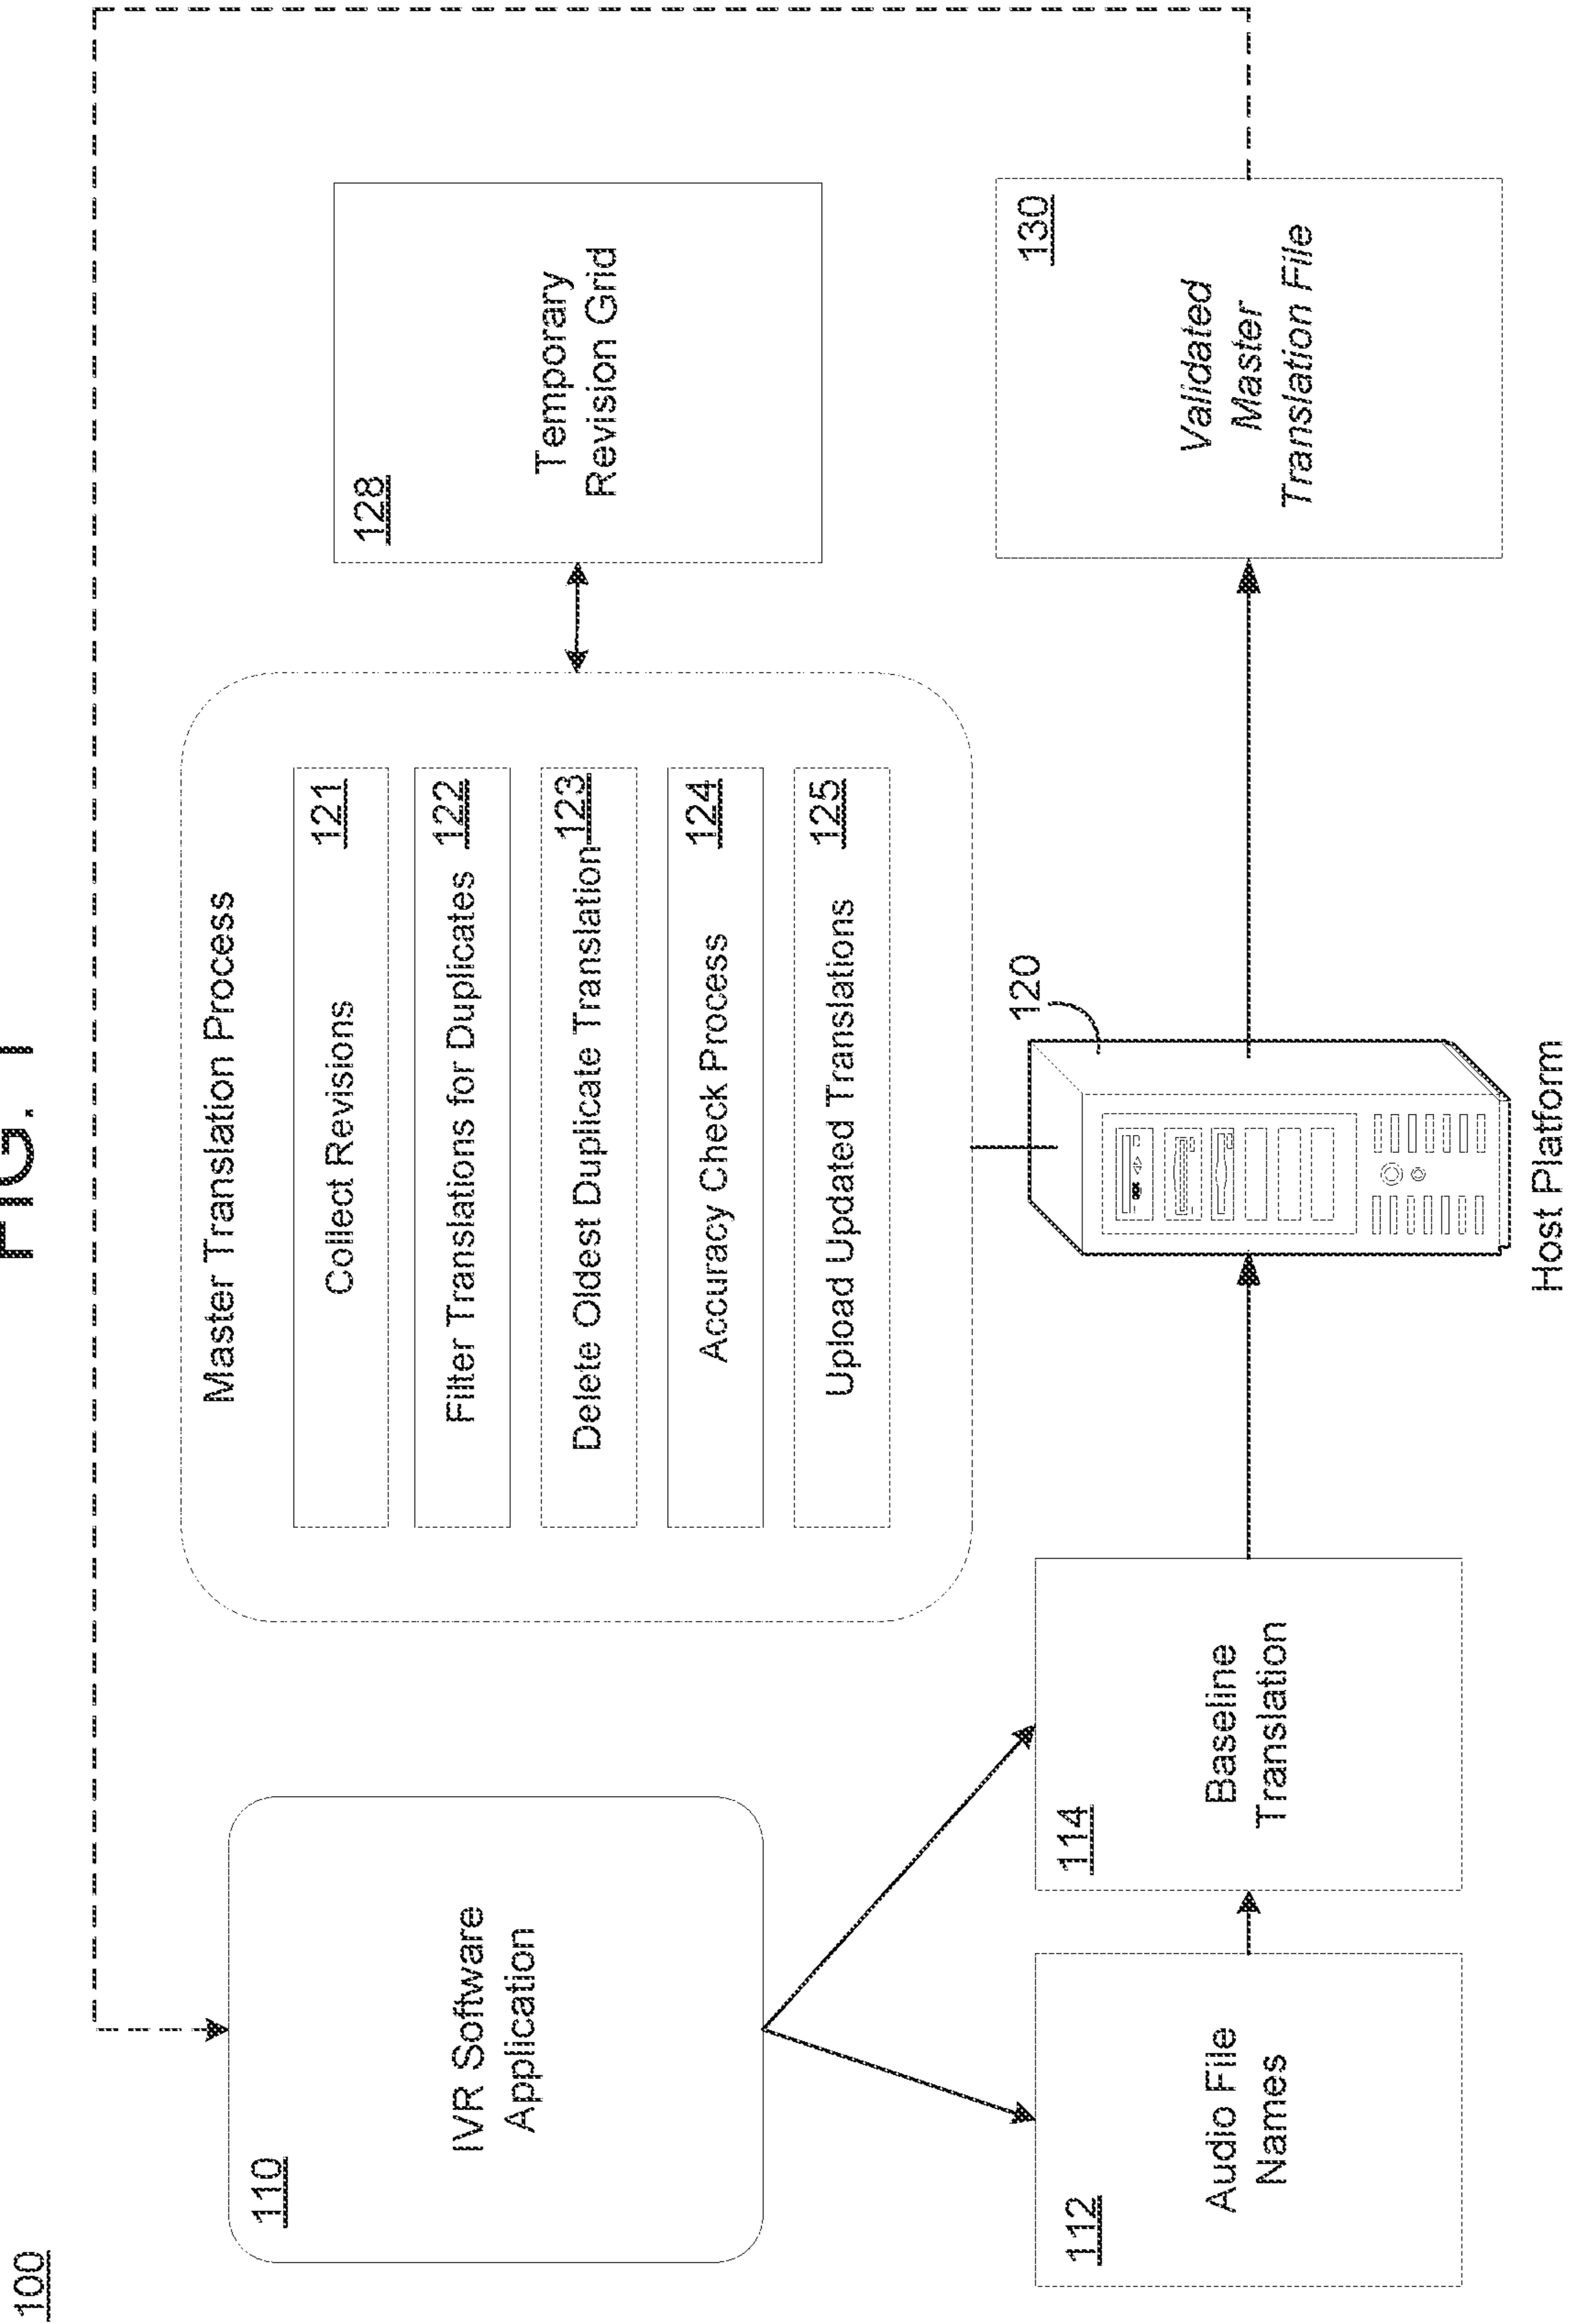 100
FIG. 1
110
IVR Software
Application
Master Translation Process
Collect Revisions 121
Filter Translations for Duplicates 122
Delete Oldest Duplicate Translation 123
Accuracy Check Process 124
Upload Updated Translations 125
128
Temporary
Revision Grid
112
Audio File
Names
114
Baseline
Translation
120
Host Platform
130
Validated
Master
Translation File